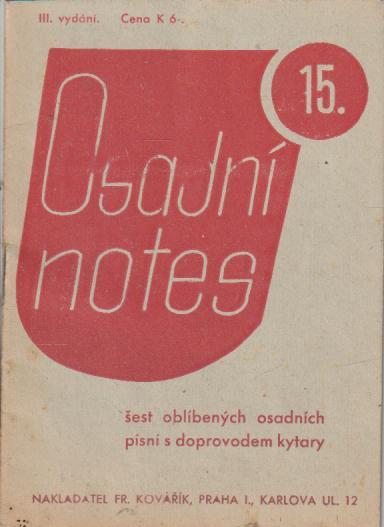 III. vydání. Cena K 6-.
15.
Osadní
notes
šest oblíbených osadních
písní s doprovodem kytary
NAKLADATEL FR. KOVÁŘÍK, PRAHA I., KARLOVA UL. 12